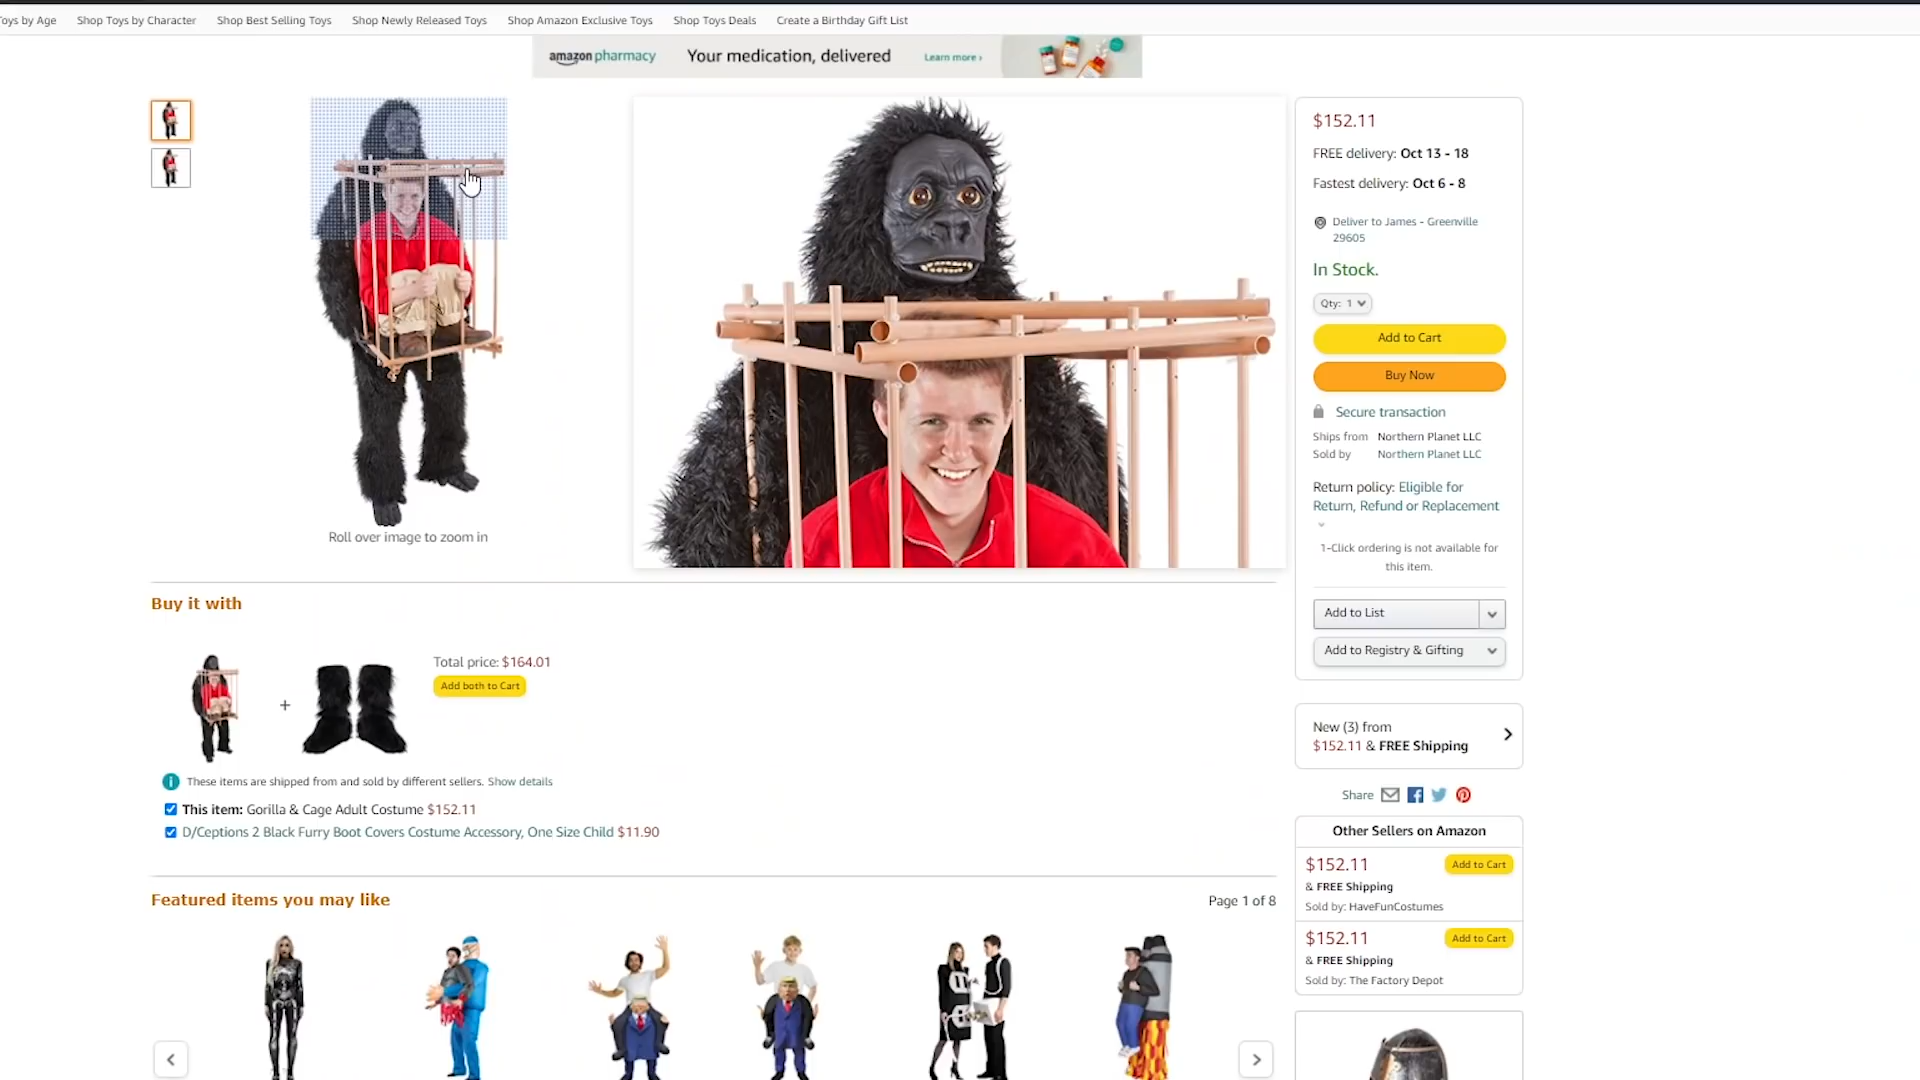 Toys by Age Shop Toys by Character Shop Best Selling Toys Shop Newly Released Toys Shop Amazon Exclusive Toys Shop Toys Deals Create a Birthday Gift List
amazon pharmacy Your medication, delivered Learn more ›
$152.11
FREE delivery: Oct 13 - 18
Fastest delivery: Oct 6 - 8
Deliver to James - Greenville
29605
In Stock.
Qty: 1
Add to Cart
Buy Now
Secure transaction
Ships from Northern Planet LLC
Sold by Northern Planet LLC
Return policy: Eligible for
Return, Refund or Replacement
1-Click ordering is not available for
this item.
Add to List
Add to Registry & Gifting
Roll over image to zoom in
Buy it with
Total price: $164.01
Add both to Cart
+
i These items are shipped from and sold by different sellers. Show details
This item: Gorilla & Cage Adult Costume $152.11
D/Ceptions 2 Black Furry Boot Covers Costume Accessory, One Size Child $11.90
New (3) from
$152.11 & FREE Shipping
Share
Other Sellers on Amazon
$152.11 Add to Cart
& FREE Shipping
Sold by: HaveFunCostumes
$152.11 Add to Cart
& FREE Shipping
Sold by: The Factory Depot
Featured items you may like
Page 1 of 8